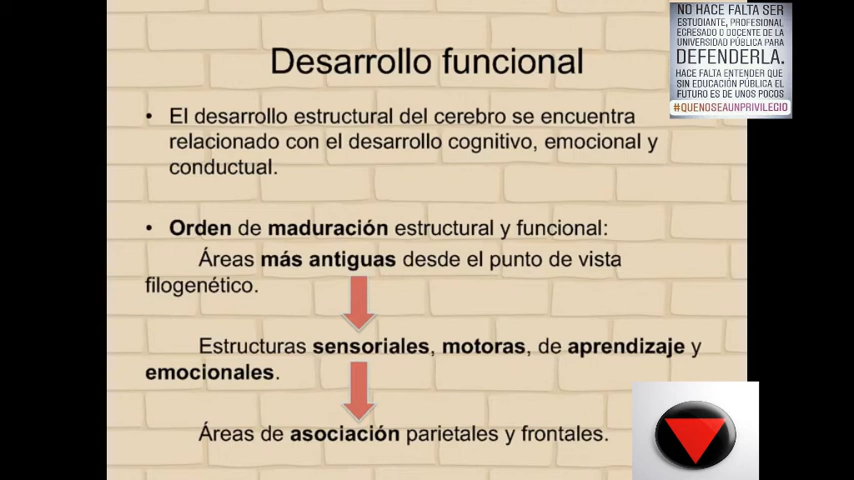 Desarrollo funcional
NO HACE FALTA SER
ESTUDIANTE, PROFESIONAL
EGRESADO O DOCENTE DE LA
UNIVERSIDAD PÚBLICA PARA
DEFENDERLA.
HACE FALTA ENTENDER QUE
SIN EDUCACIÓN PÚBLICA EL
FUTURO ES DE UNOS POCOS
#QUENOSEAUNPRIVILEGIO
• El desarrollo estructural del cerebro se encuentra
relacionado con el desarrollo cognitivo, emocional y
conductual.
• Orden de maduración estructural y funcional:
Áreas más antiguas desde el punto de vista
filogenético.
Estructuras sensoriales, motoras, de aprendizaje y
emocionales.
Áreas de asociación parietales y frontales.